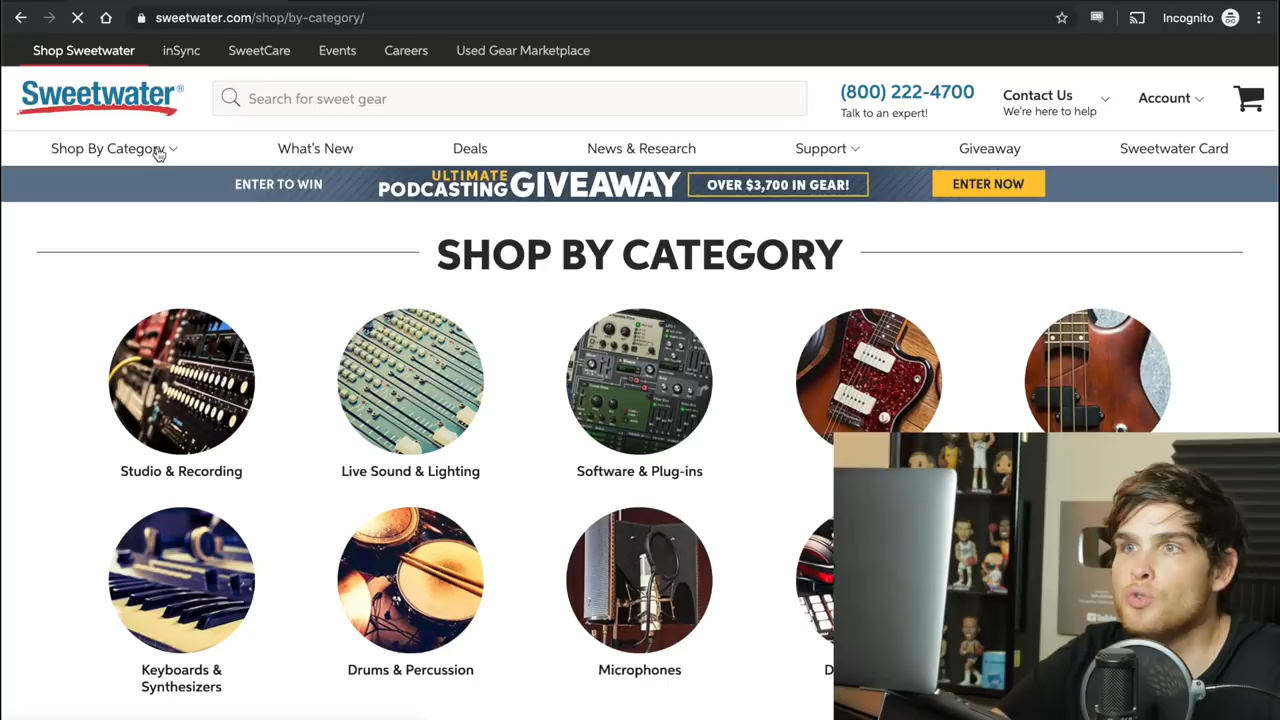 sweetwater.com/shop/by-category/
Incognito
Shop Sweetwater
inSync
SweetCare
Events
Careers
Used Gear Marketplace
Sweetwater®
Search for sweet gear
(800) 222-4700
Talk to an expert!
Contact Us
We're here to help
Account
Shop By Category
What's New
Deals
News & Research
Support
Giveaway
Sweetwater Card
ENTER TO WIN
ULTIMATE
PODCASTING GIVEAWAY
OVER $3,700 IN GEAR!
ENTER NOW
SHOP BY CATEGORY
Studio & Recording
Live Sound & Lighting
Software & Plug-ins
Keyboards &
Synthesizers
Drums & Percussion
Microphones
D